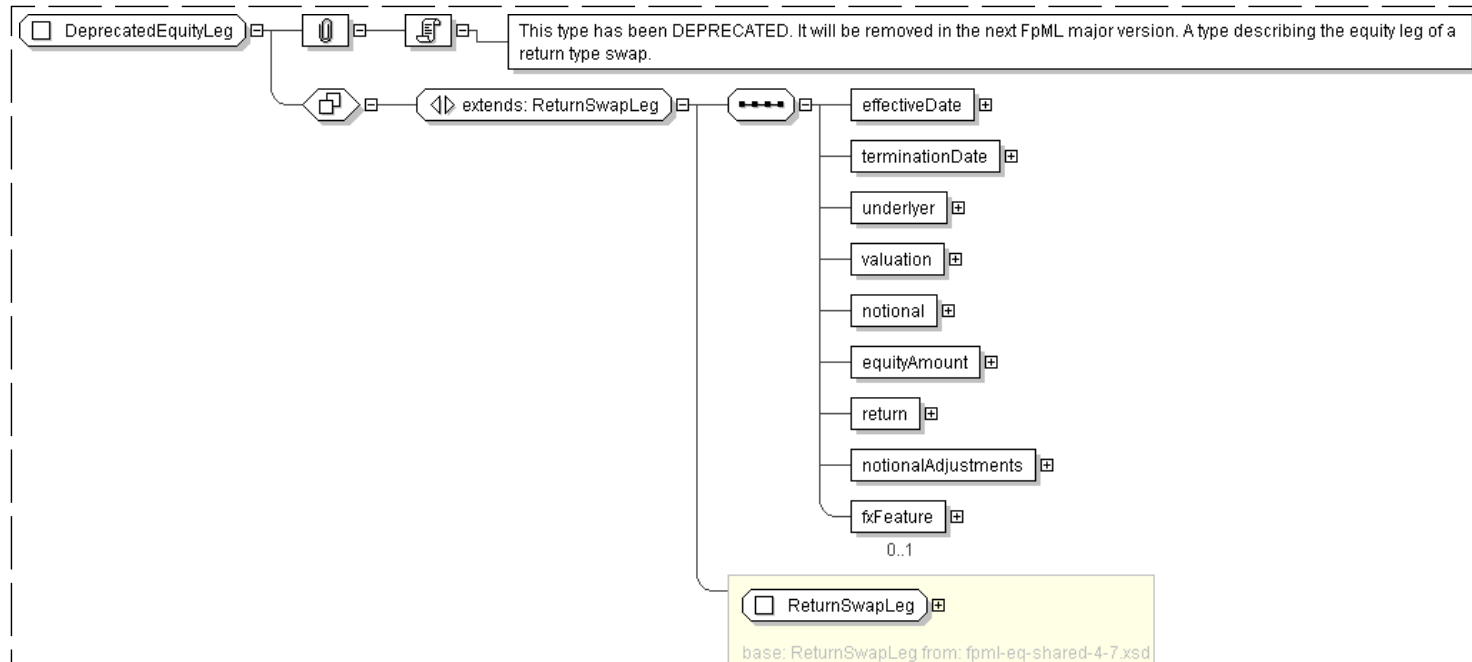 DeprecatedEquityLeg
This type has been DEPRECATED. It will be removed in the next FpML major version. A type describing the equity leg of a
return type swap.
extends: ReturnSwapLeg
effectiveDate
terminationDate
underlyer
valuation
notional
equityAmount
return
notionalAdjustments
fxFeature
0..1
ReturnSwapLeg
base: ReturnSwapLeg from: fpml-eq-shared-4-7.xsd